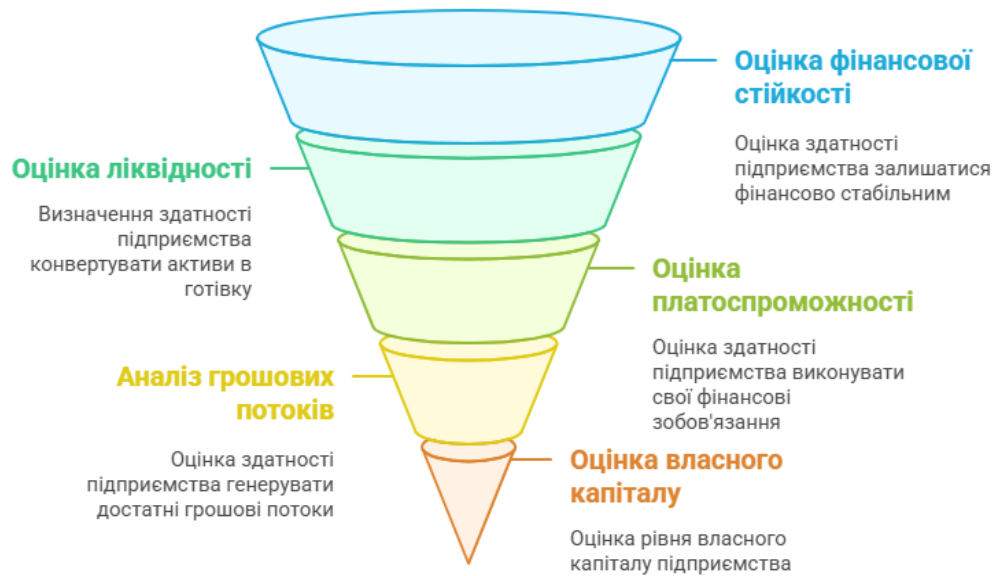 Оцінка фінансової
стійкості
Оцінка здатності
підприємства залишатися
фінансово стабільним
Оцінка ліквідності
Визначення здатності
підприємства
конвертувати активи в
готівку
Оцінка
платоспроможності
Оцінка здатності
підприємства виконувати
свої фінансові
зобов'язання
Аналіз грошових
потоків
Оцінка здатності
підприємства генерувати
достатні грошові потоки
Оцінка власного
капіталу
Оцінка рівня власного
капіталу підприємства